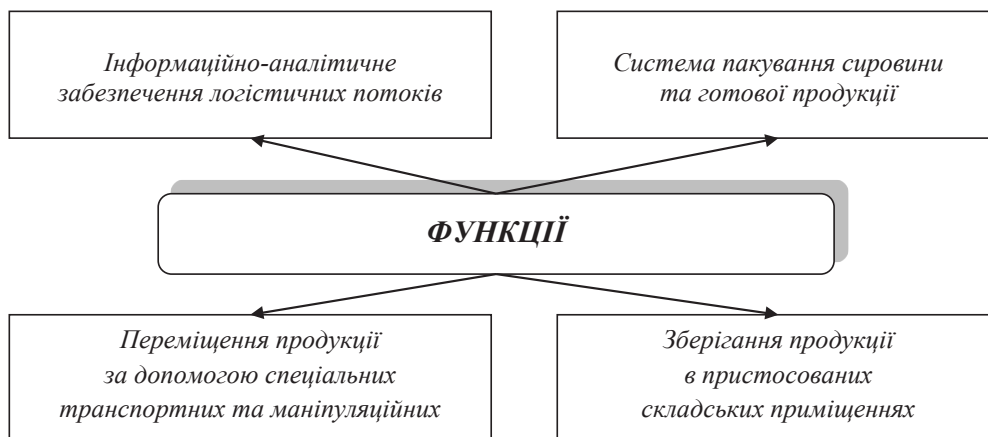 Інформаційно-аналітичне
забезпечення логістичних потоків
Система пакування сировини
та готової продукції
ФУНКЦІЇ
Переміщення продукції
за допомогою спеціальних
транспортних та маніпуляційних
Зберігання продукції
в пристосованих
складських приміщеннях